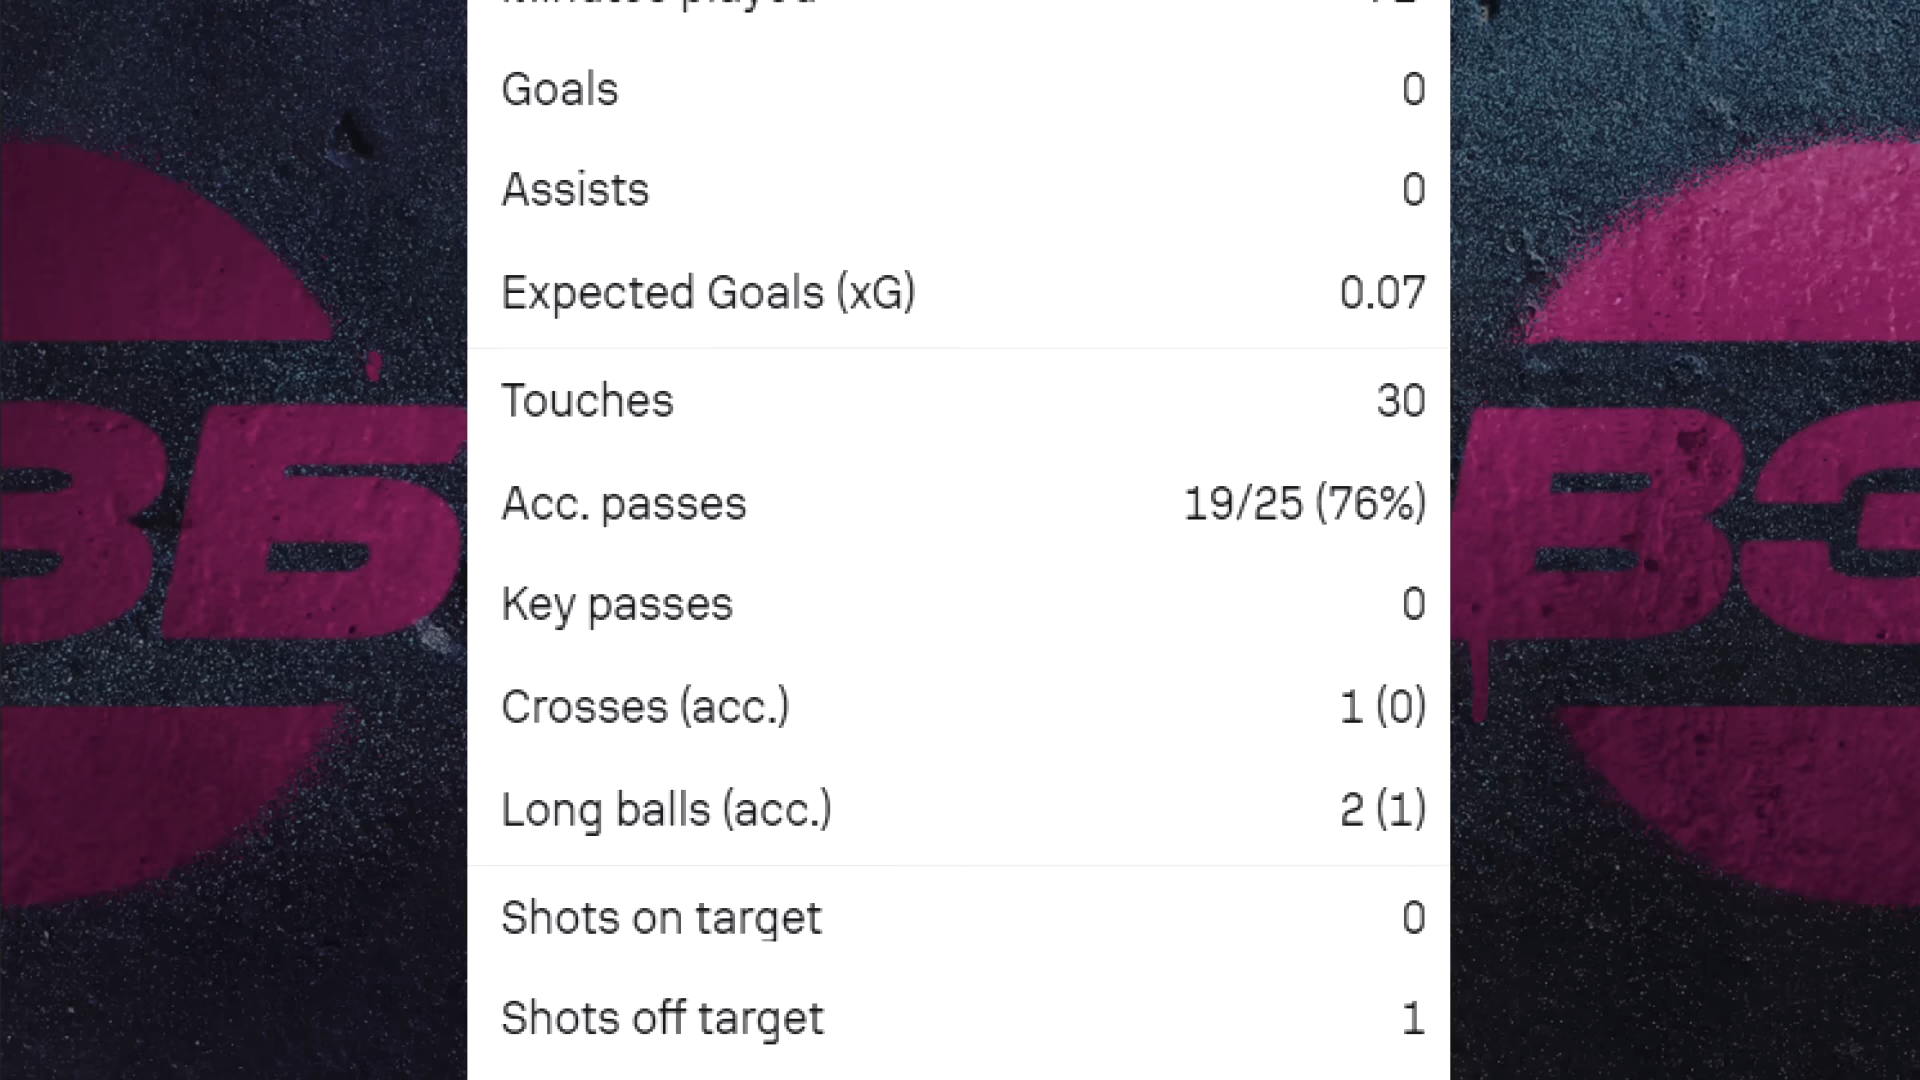 Goals 0
Assists 0
Expected Goals (xG) 0.07
Touches 30
Acc. passes 19/25 (76%)
Key passes 0
Crosses (acc.) 1 (0)
Long balls (acc.) 2 (1)
Shots on target 0
Shots off target 1